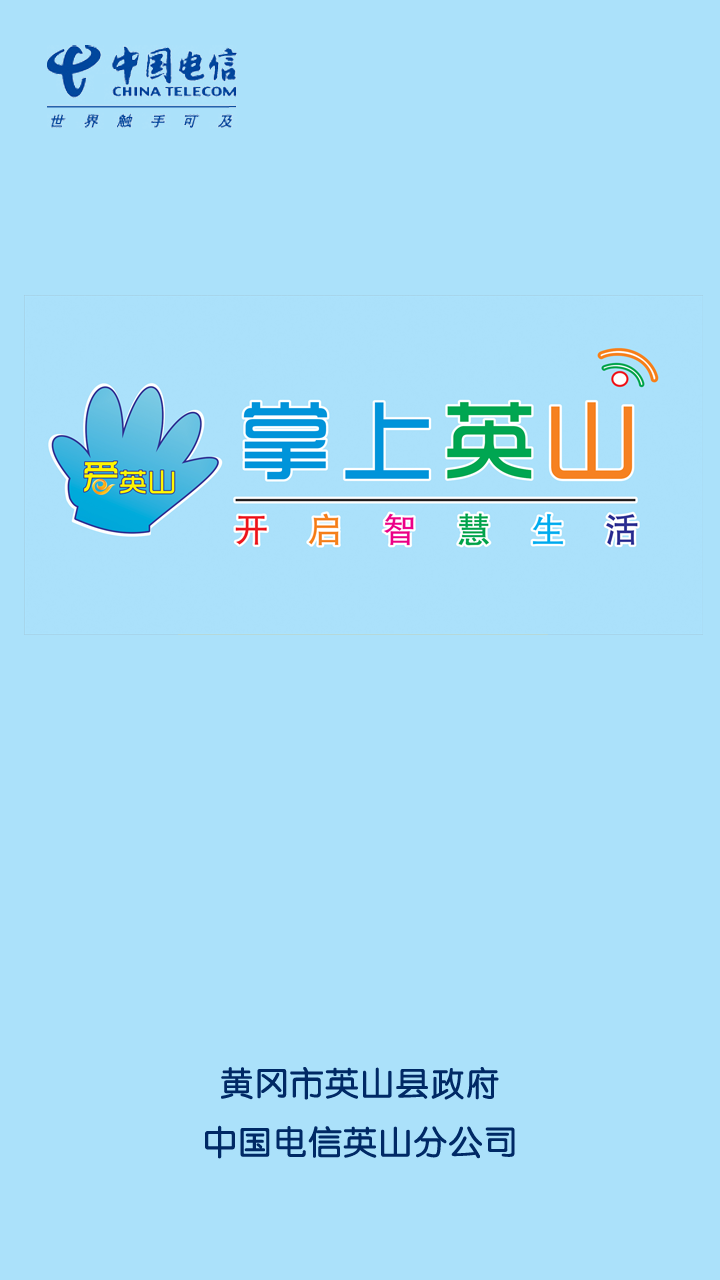 中国电信
CHINA TELECOM
世界触手可及
爱英山
掌上英山
开启智慧生活
黄冈市英山县政府
中国电信英山分公司